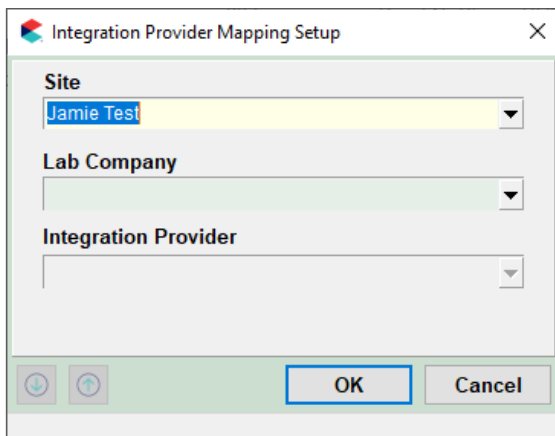 Integration Provider Mapping Setup
Site
Jamie Test
Lab Company
Integration Provider
OK
Cancel